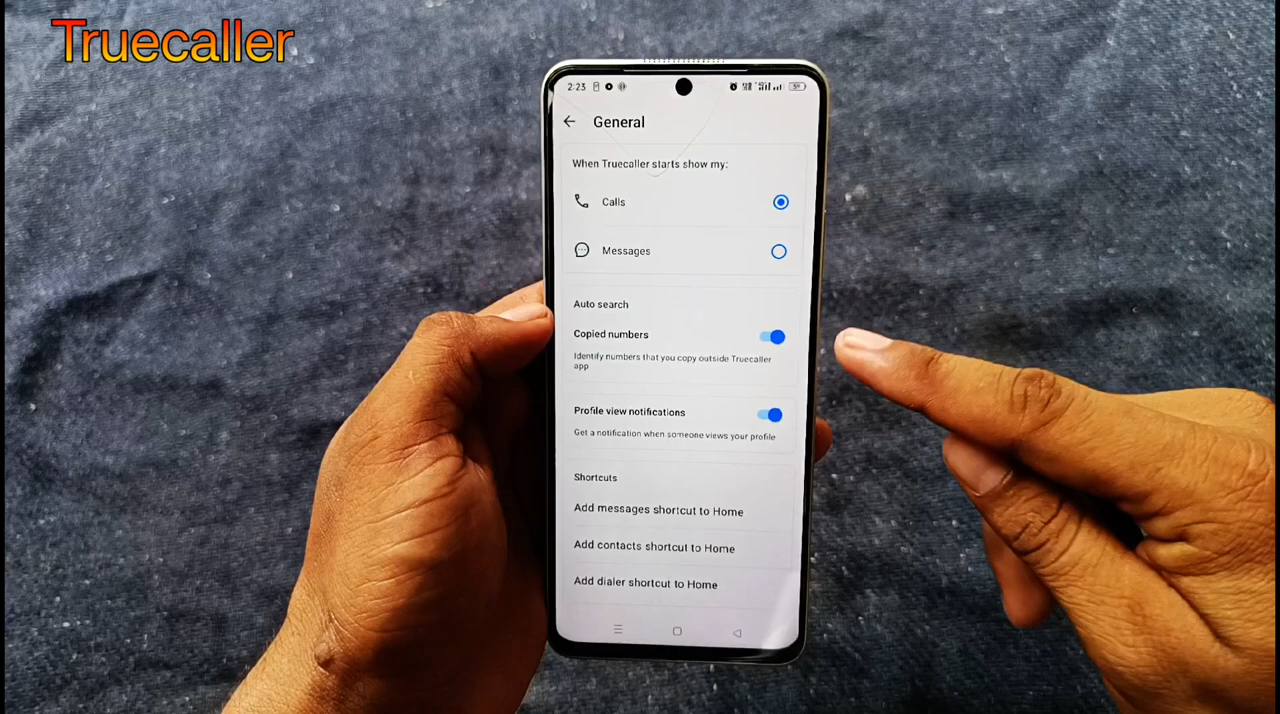 Truecaller
2:23
General
When Truecaller starts show my:
Calls
Messages
Auto search
Copied numbers
Identify numbers that you copy outside Truecaller
app
Profile view notifications
Get a notification when someone views your profile
Shortcuts
Add messages shortcut to Home
Add contacts shortcut to Home
Add dialer shortcut to Home